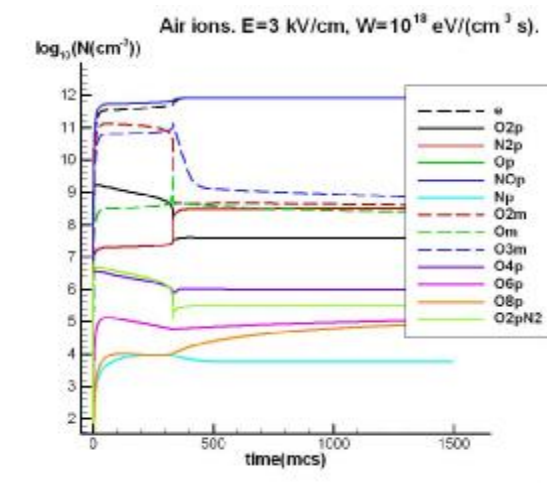 Air ions. E=3 kV/cm, W=10¹⁸ eV/(cm³ s).
log₁₀(N(cm⁻³))
12
11
10
9
8
7
6
5
4
3
2
0
500
1000
1500
time(mcs)
e
O2p
N2p
Op
NOp
Np
O2m
Om
O3m
O4p
O6p
O8p
O2pN2